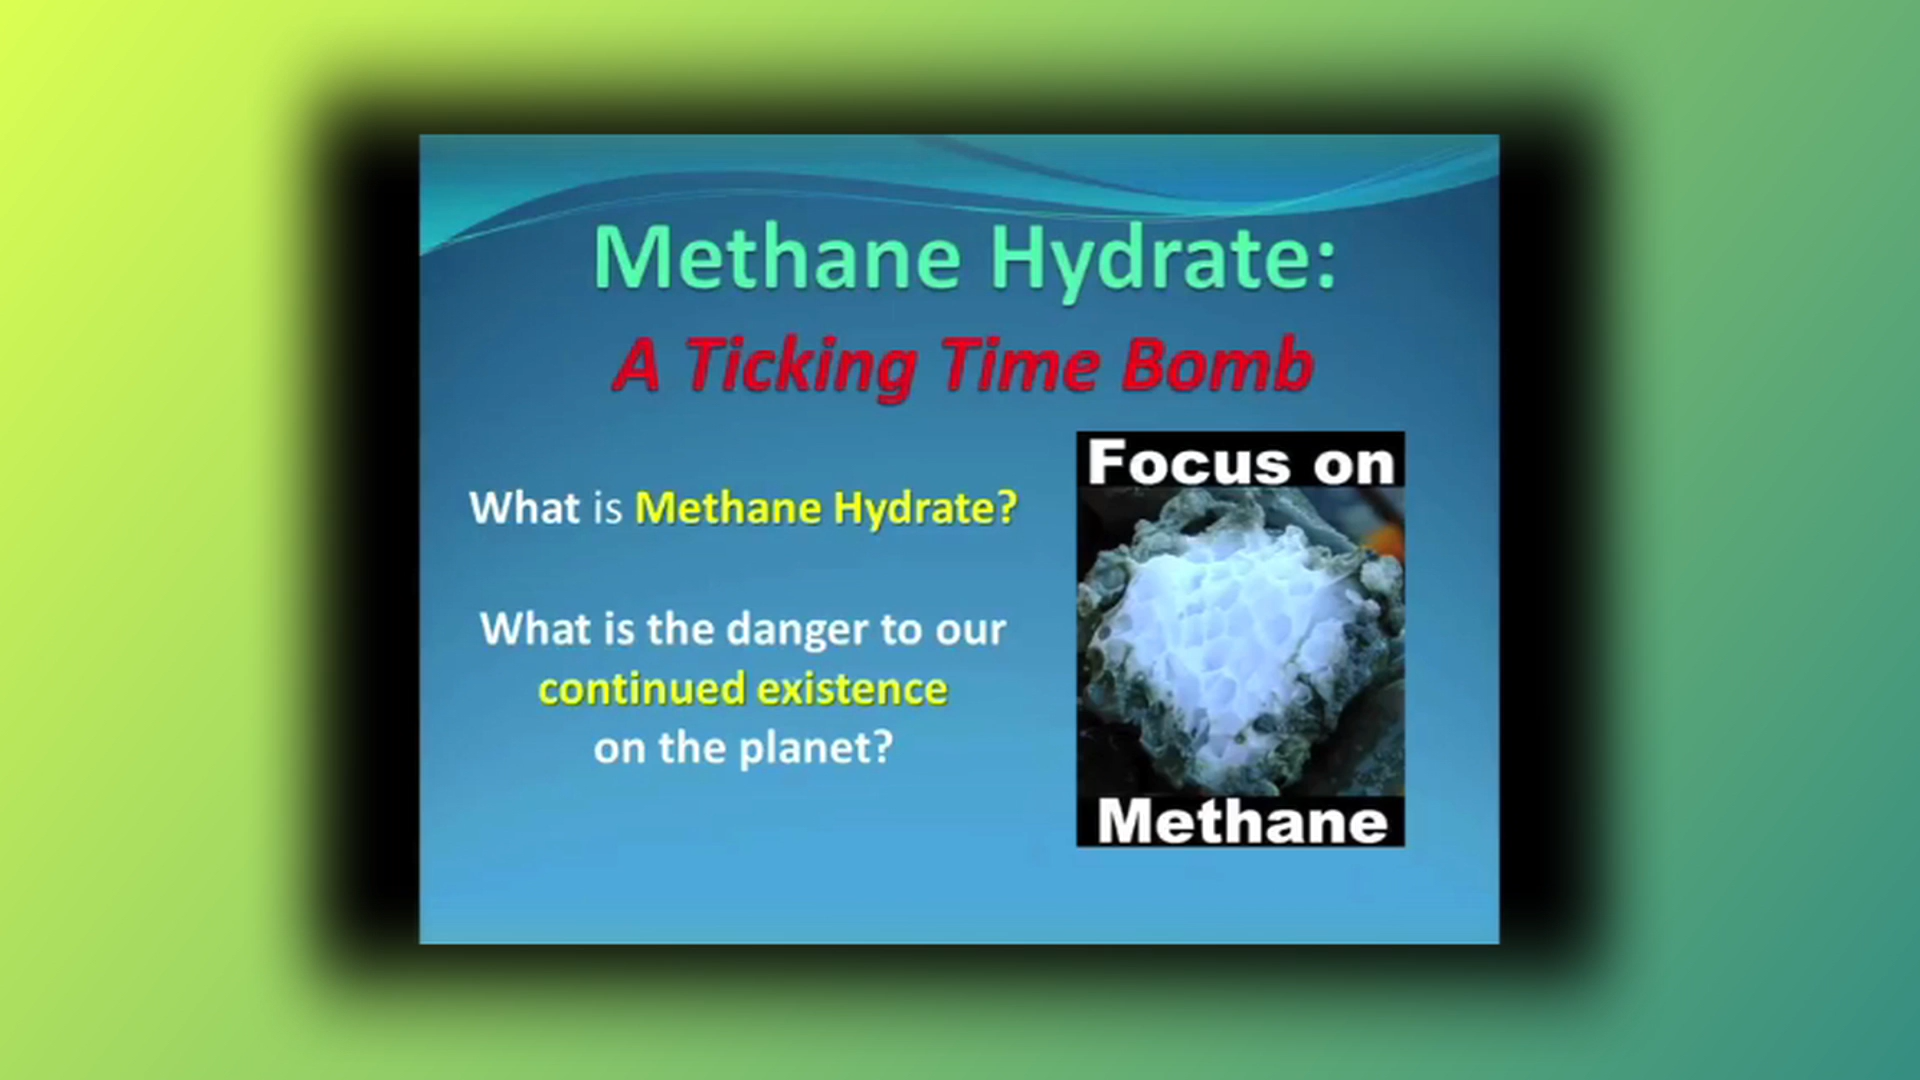 Methane Hydrate:
A Ticking Time Bomb
What is Methane Hydrate?
What is the danger to our
continued existence
on the planet?
Focus on
Methane